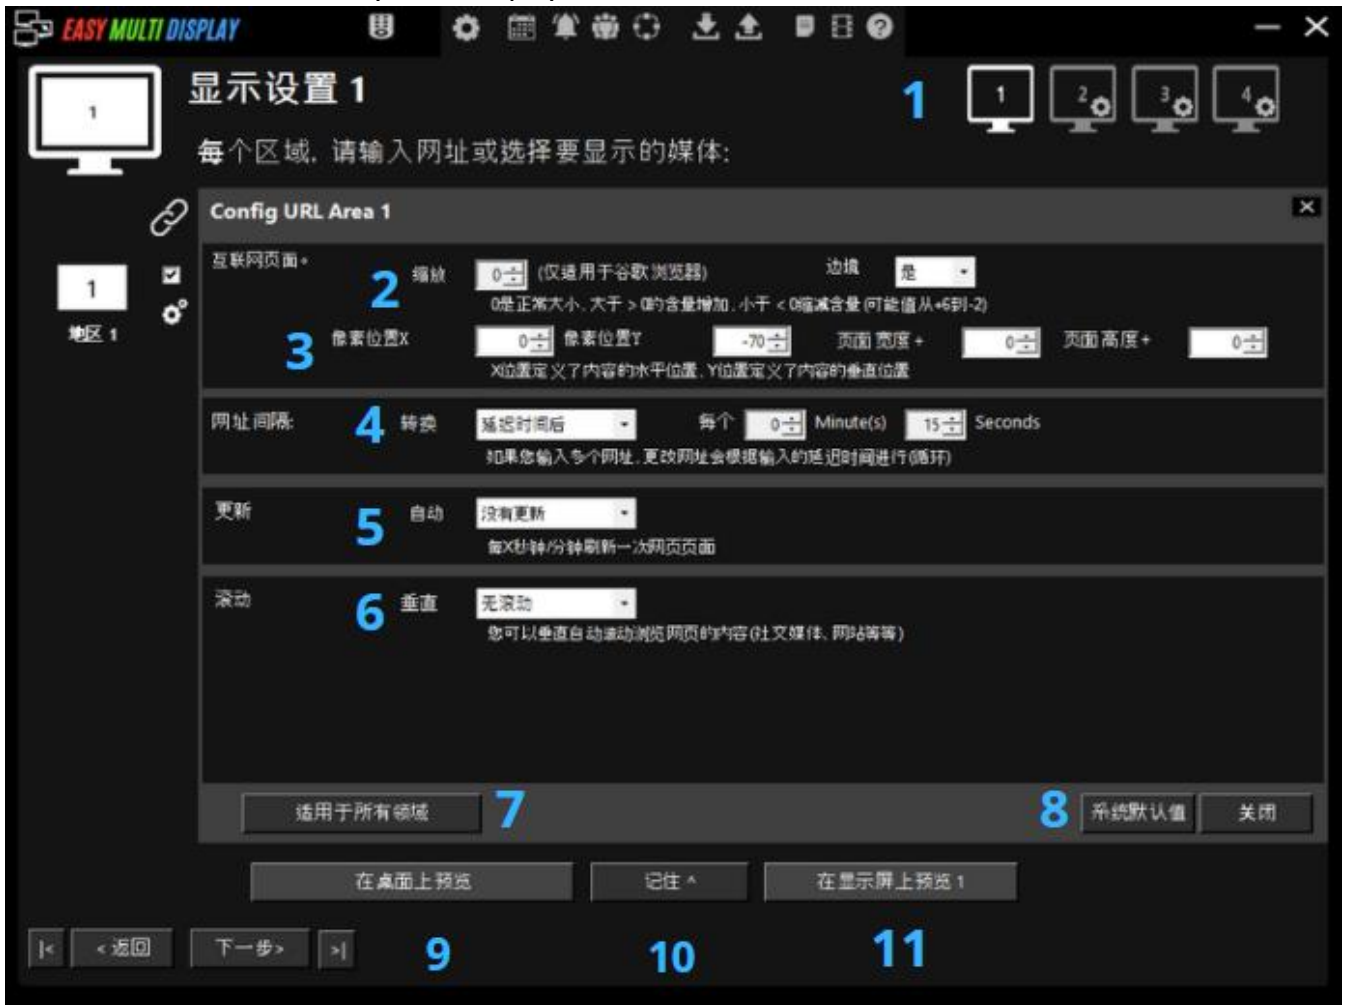 EASY MULTI DISPLAY
1
显示设置 1
1
1
2
3
4
每个区域, 请输入网址或选择要显示的媒体:
Config URL Area 1
互联网页面。
2 缩放 0 (仅适用于谷歌浏览器) 边境 是
0是正常大小. 大于 > 0的含量增加. 小于 < 0缩减含量 (可能值从+6到-2)
1
地区 1
3 像素位置X 0 像素位置Y -70 页面 宽度+ 0 页面 高度+ 0
X位置定义了内容的水平位置. Y位置定义了内容的垂直位置
网址间隔: 4 转换 延迟时间后 每个 0 Minute(s) 15 Seconds
如果您输入多个网址. 更改网址会根据输入的延迟时间进行(循环)
更新 5 自动 没有更新
每X秒钟/分钟刷新一次网页页面
滚动 6 垂直 无滚动
您可以垂直自动滚动浏览网页的内容(社交媒体、网站等等)
适用于所有领域 7 8 系统默认值 关闭
在桌面上预览 记住 ^ 在显示屏上预览 1
|< <返回 下一步> >| 9 10 11